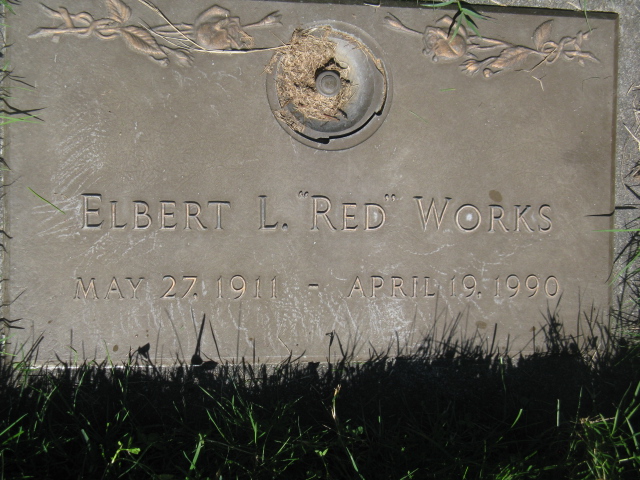 ELBERT L. "RED" WORKS
MAY 27, 1911 - APRIL 19, 1990